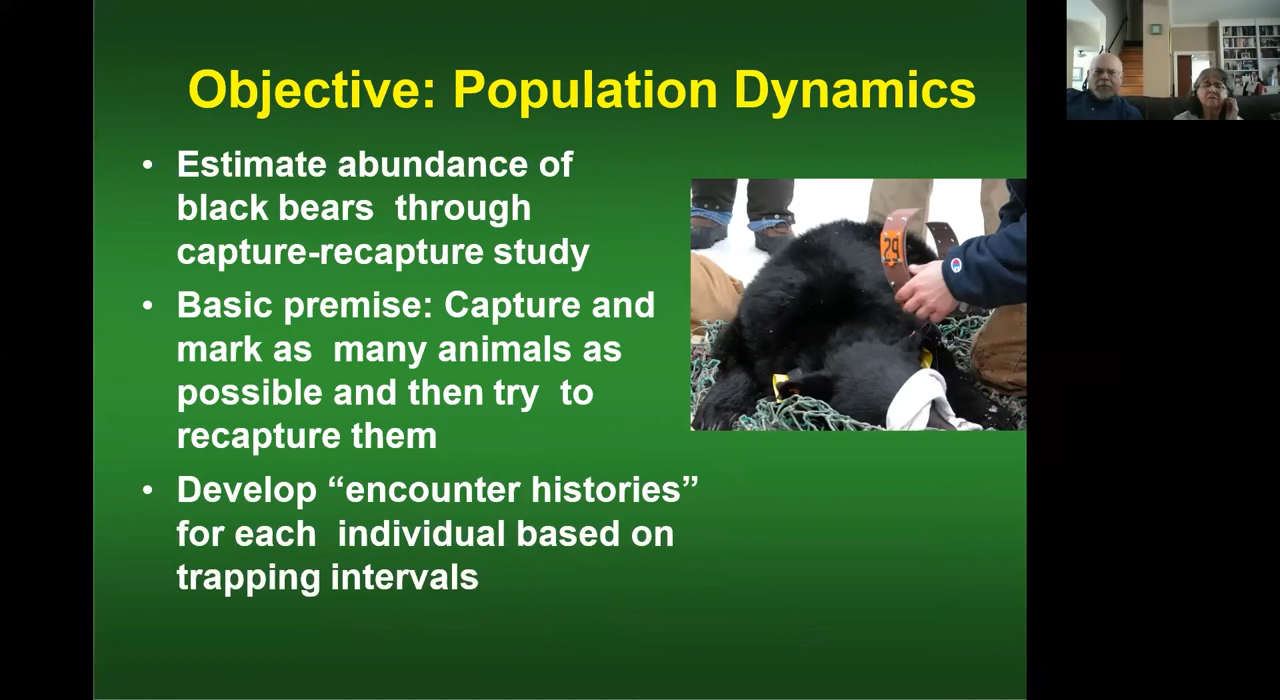 Objective: Population Dynamics
• Estimate abundance of
black bears through
capture-recapture study
• Basic premise: Capture and
mark as many animals as
possible and then try to
recapture them
• Develop “encounter histories”
for each individual based on
trapping intervals
29